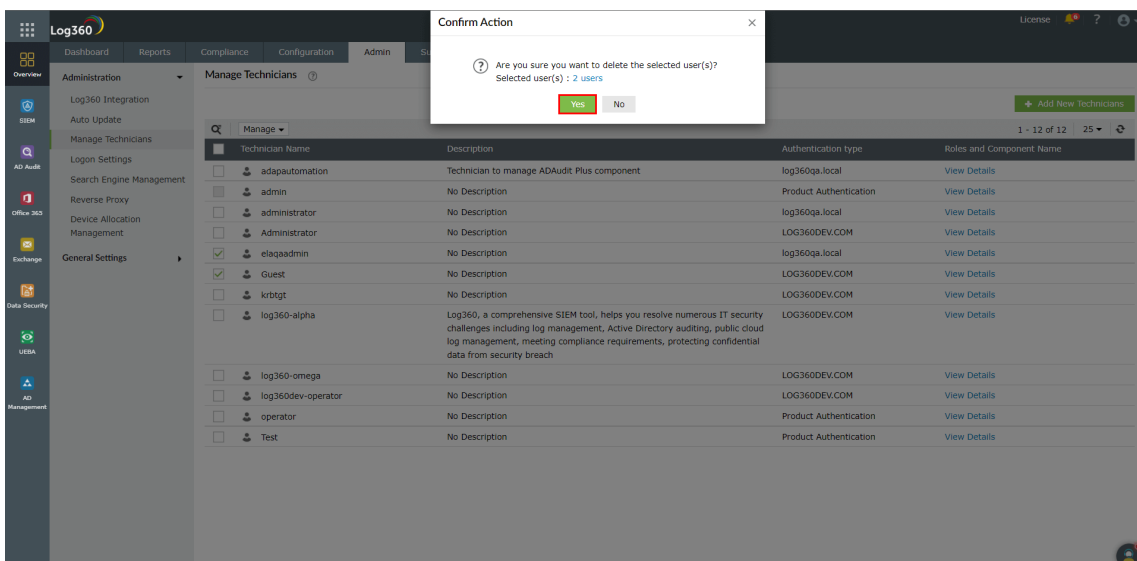 Log360
License
?
Confirm Action
Are you sure you want to delete the selected user(s)?
Selected user(s) : 2 users
Yes
No
Dashboard
Reports
Compliance
Configuration
Admin
Su
Overview
SIEM
AD Audit
Office 365
Exchange
Data Security
UEBA
AD
Management
Administration
Log360 Integration
Auto Update
Manage Technicians
Logon Settings
Search Engine Management
Reverse Proxy
Device Allocation
Management
General Settings
Manage Technicians
+ Add New Technicians
Manage
1 - 12 of 12 25
Technician Name Description Authentication type Roles and Component Name
adapautomation Technician to manage ADAudit Plus component log360qa.local View Details
admin No Description Product Authentication View Details
administrator No Description log360qa.local View Details
Administrator No Description LOG360DEV.COM View Details
elaqaadmin No Description log360qa.local View Details
Guest No Description LOG360DEV.COM View Details
krbtgt No Description LOG360DEV.COM View Details
log360-alpha Log360, a comprehensive SIEM tool, helps you resolve numerous IT security LOG360DEV.COM View Details
challenges including log management, Active Directory auditing, public cloud
log management, meeting compliance requirements, protecting confidential
data from security breach
log360-omega No Description LOG360DEV.COM View Details
log360dev-operator No Description LOG360DEV.COM View Details
operator No Description Product Authentication View Details
Test No Description Product Authentication View Details